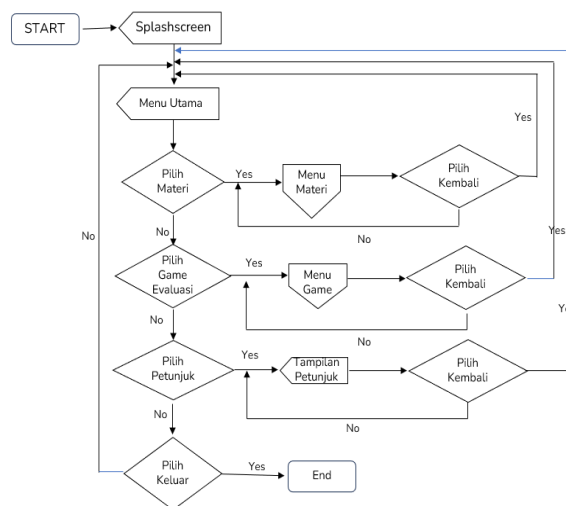 START
Splashscreen
Menu Utama
Yes
Pilih
Materi
Yes
Menu
Materi
Pilih
Kembali
No
No
No
Yes
Pilih
Game
Evaluasi
Yes
Menu
Game
Pilih
Kembali
No
No
Pilih
Petunjuk
Yes
Tampilan
Petunjuk
Pilih
Kembali
No
No
Pilih
Keluar
Yes
End